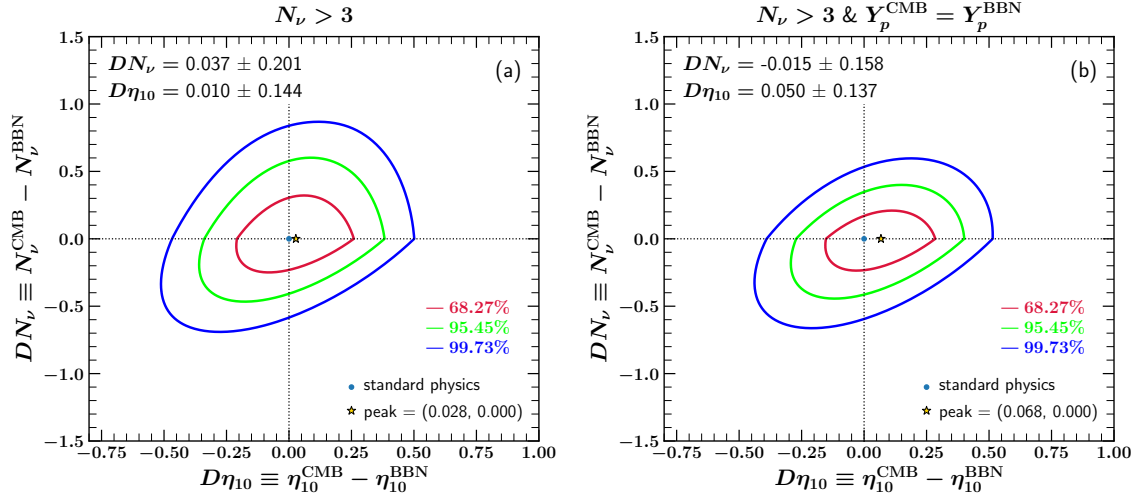 N_ν > 3
DN_ν = 0.037 ± 0.201
Dη_10 = 0.010 ± 0.144
(a)
DN_ν ≡ N_ν^CMB − N_ν^BBN
1.5
1.0
0.5
0.0
−0.5
−1.0
−1.5
68.27%
95.45%
99.73%
standard physics
peak = (0.028, 0.000)
−0.75 −0.50 −0.25 0.00 0.25 0.50 0.75 1.00
Dη_10 ≡ η_10^CMB − η_10^BBN
N_ν > 3 & Y_p^CMB = Y_p^BBN
DN_ν = -0.015 ± 0.158
Dη_10 = 0.050 ± 0.137
(b)
DN_ν ≡ N_ν^CMB − N_ν^BBN
1.5
1.0
0.5
0.0
−0.5
−1.0
−1.5
68.27%
95.45%
99.73%
standard physics
peak = (0.068, 0.000)
−0.75 −0.50 −0.25 0.00 0.25 0.50 0.75 1.00
Dη_10 ≡ η_10^CMB − η_10^BBN